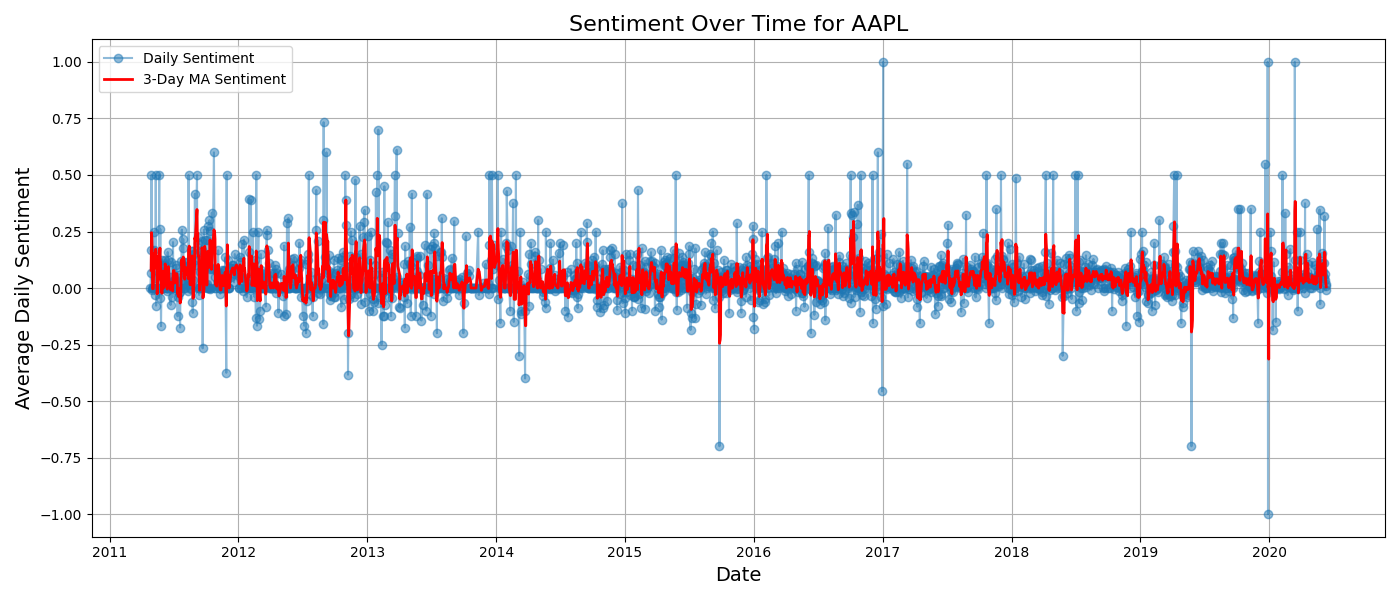 Sentiment Over Time for AAPL
Daily Sentiment
3-Day MA Sentiment
Average Daily Sentiment
1.00
0.75
0.50
0.25
0.00
−0.25
−0.50
−0.75
−1.00
2011 2012 2013 2014 2015 2016 2017 2018 2019 2020
Date